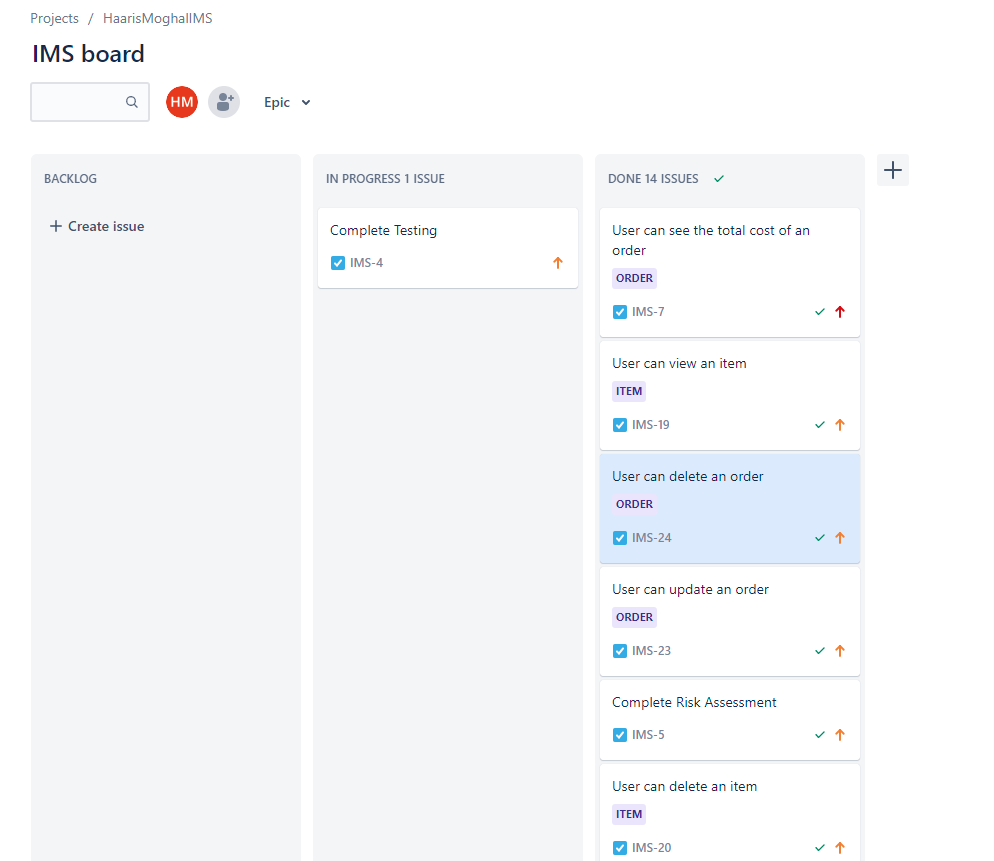 Projects / HaarisMoghallMS
IMS board
HM
Epic
BACKLOG
+ Create issue
IN PROGRESS 1 ISSUE
Complete Testing
IMS-4
DONE 14 ISSUES
User can see the total cost of an
order
ORDER
IMS-7
User can view an item
ITEM
IMS-19
User can delete an order
ORDER
IMS-24
User can update an order
ORDER
IMS-23
Complete Risk Assessment
IMS-5
User can delete an item
ITEM
IMS-20